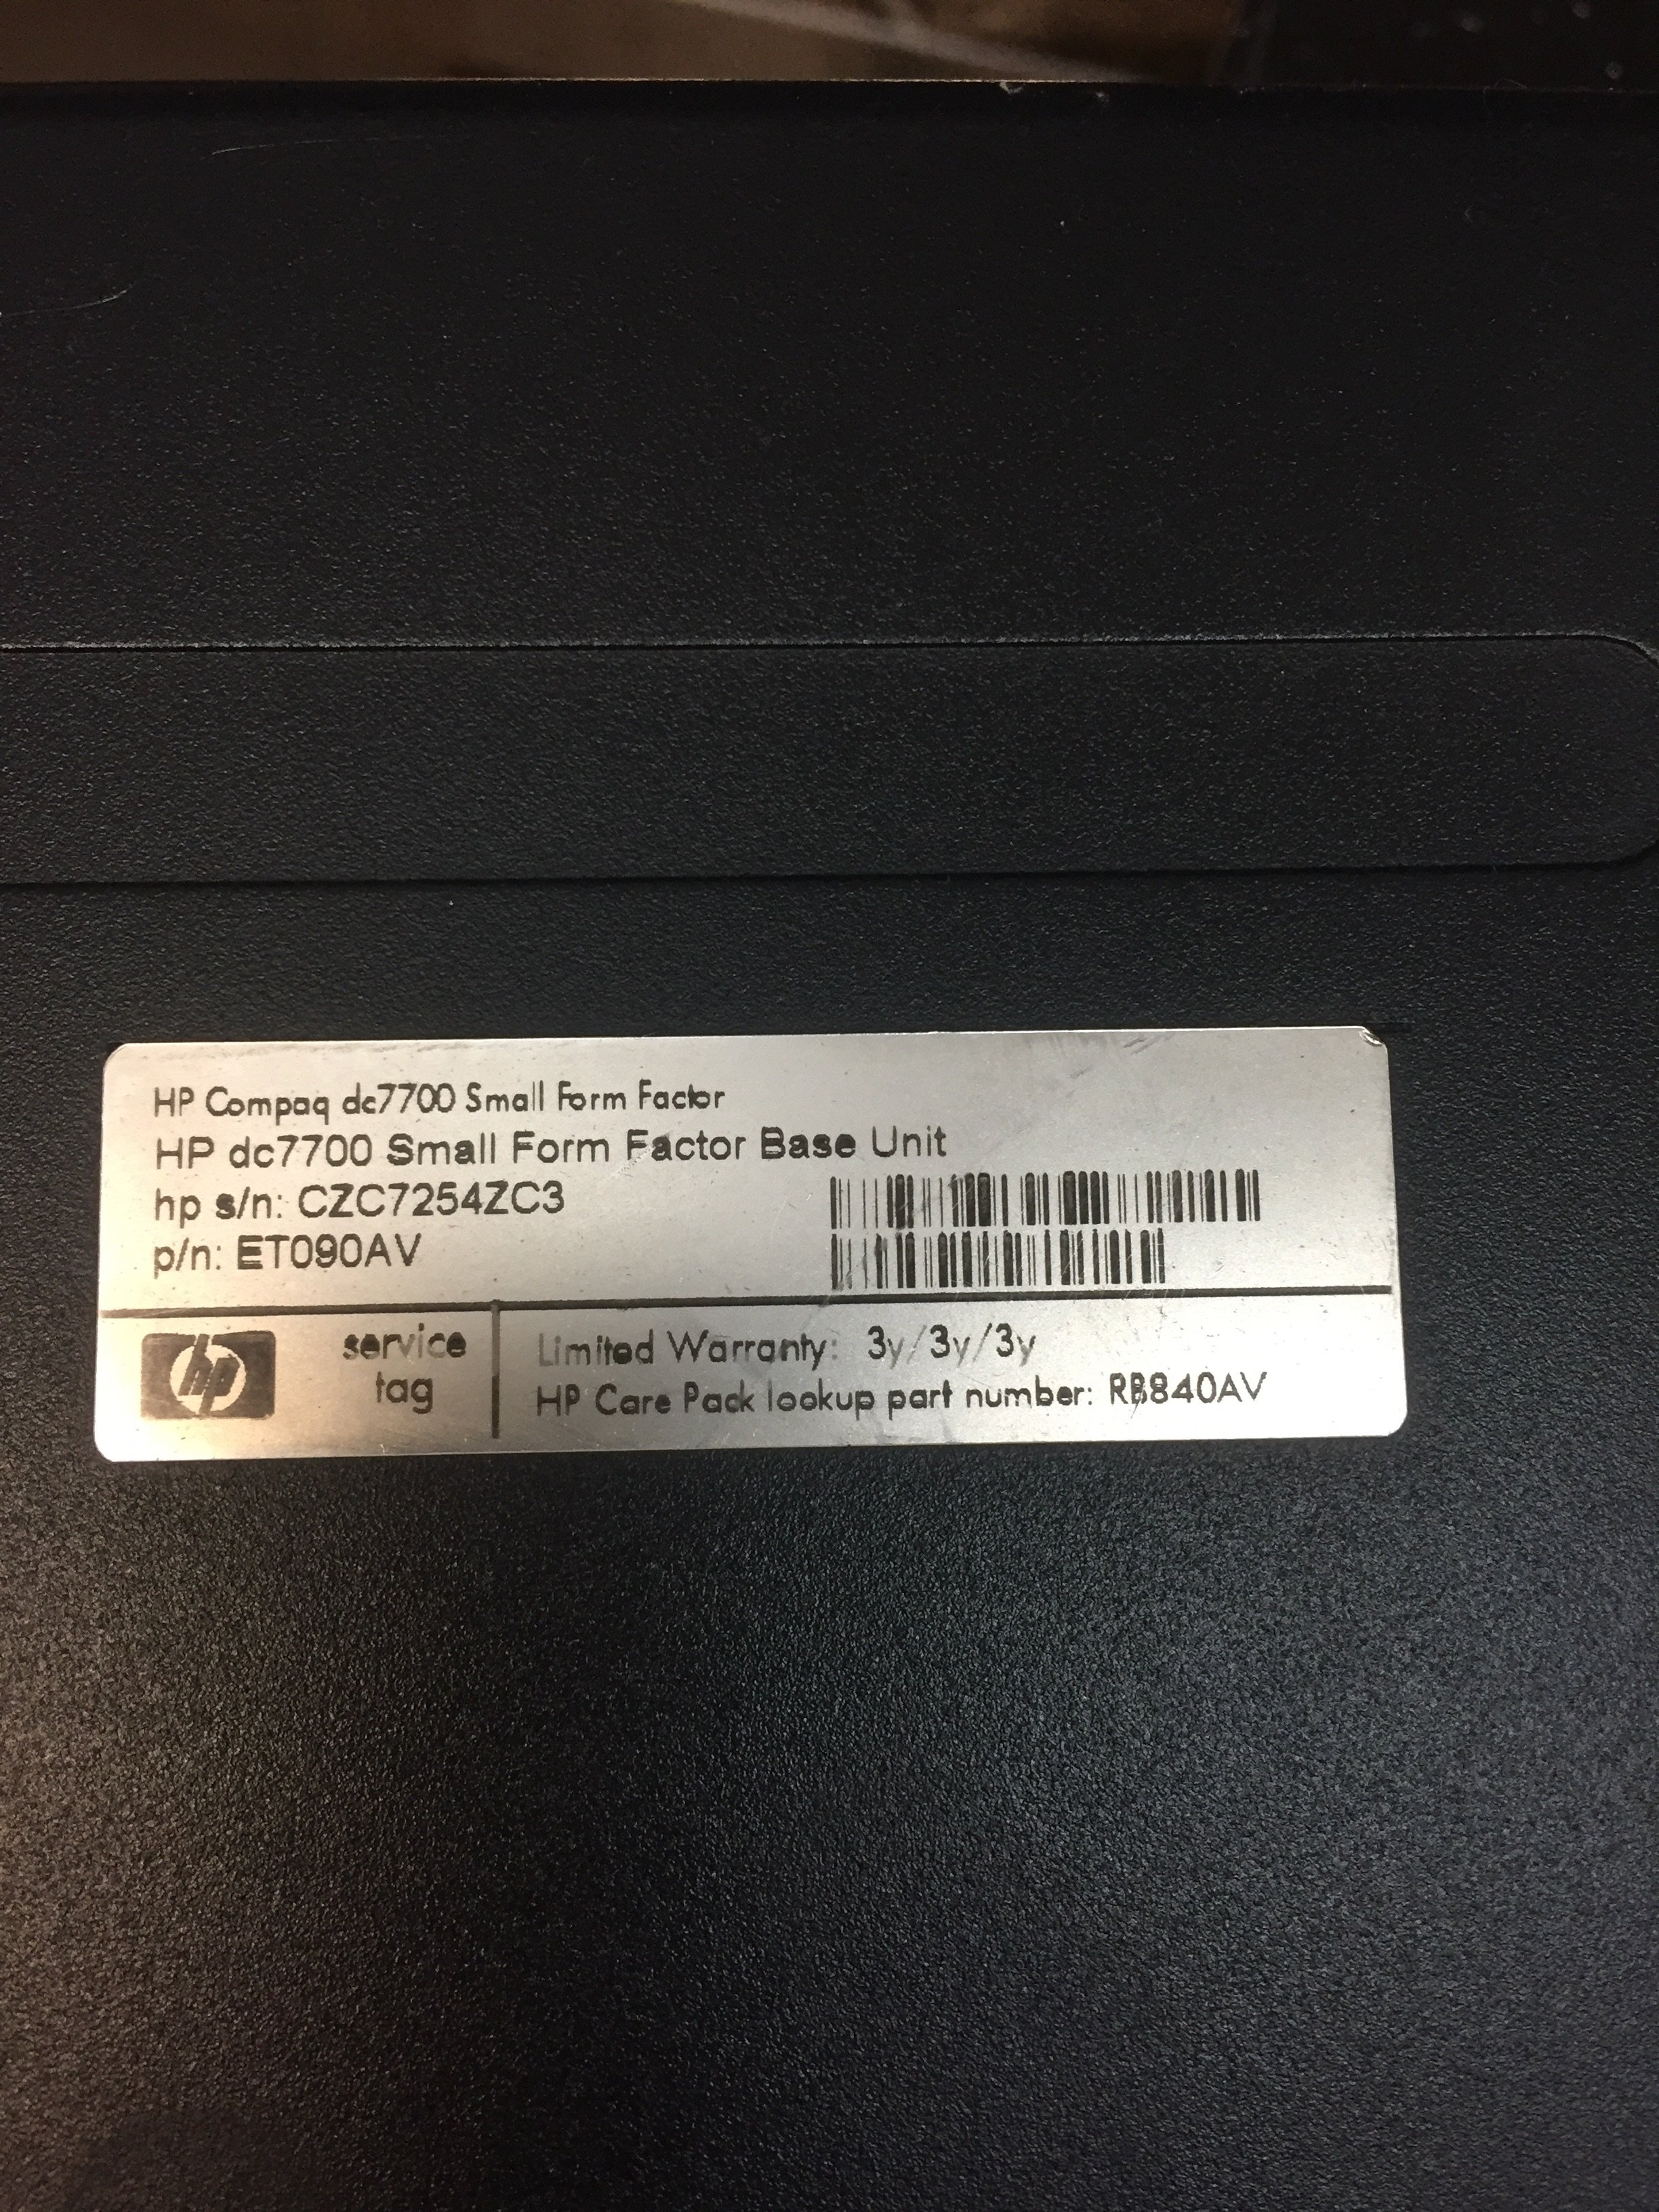 HP Compaq dc7700 Small Form Factor
HP dc7700 Small Form Factor Base Unit
hp s/n: CZC7254ZC3
p/n: ET090AV
hp
service
tag
Limited Warranty: 3y/3y/3y
HP Care Pack lookup part number: RB840AV